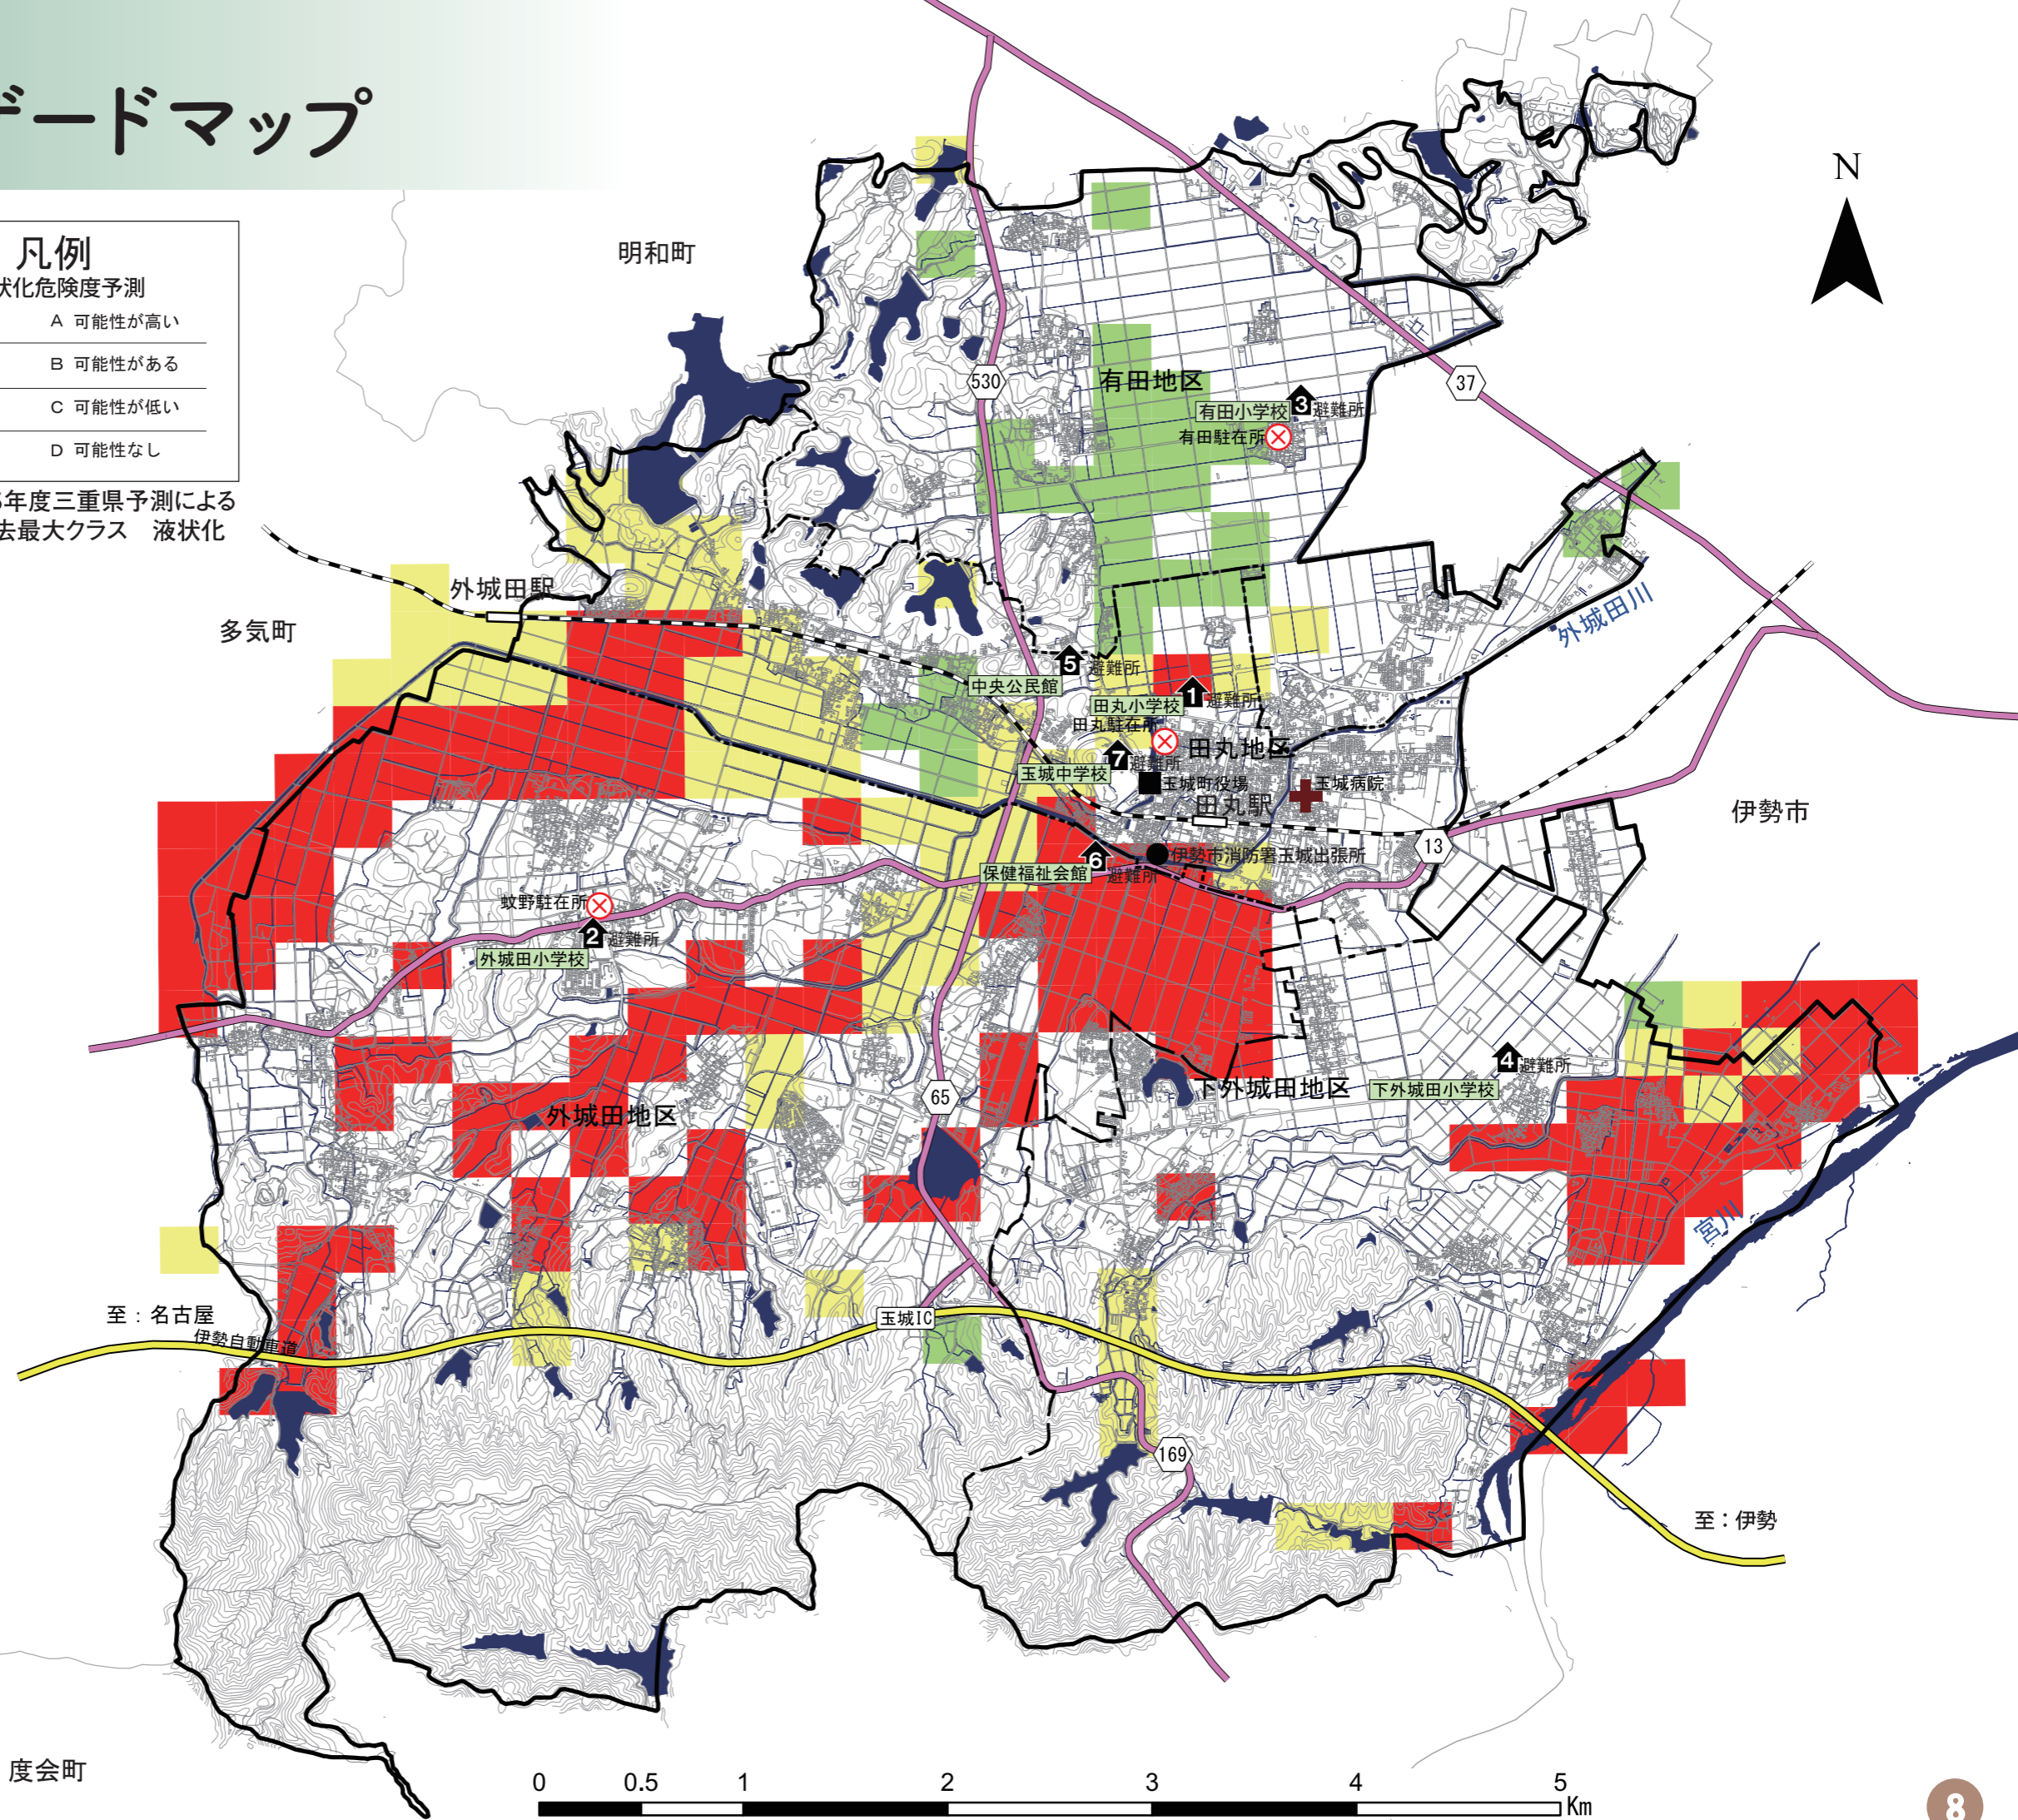 ードマップ
凡例
状化危険度予測
A 可能性が高い
B 可能性がある
C 可能性が低い
D 可能性なし
年度三重県予測による
去最大クラス 液状化
明和町
N
530
37
有田地区
有田小学校
3
避難所
有田駐在所
外城田駅
多気町
外城田川
5
避難所
中央公民館
1
避難所
田丸小学校
田丸駐在所
田丸地区
7
避難所
玉城中学校
玉城町役場
玉城病院
田丸駅
伊勢市
13
6
避難所
伊勢市消防署玉城出張所
保健福祉会館
蚊野駐在所
2
避難所
外城田小学校
4
避難所
下外城田地区
下外城田小学校
65
外城田地区
宮川
至：名古屋
伊勢自動車道
玉城IC
169
至：伊勢
度会町
0 0.5 1 2 3 4 5
Km
8